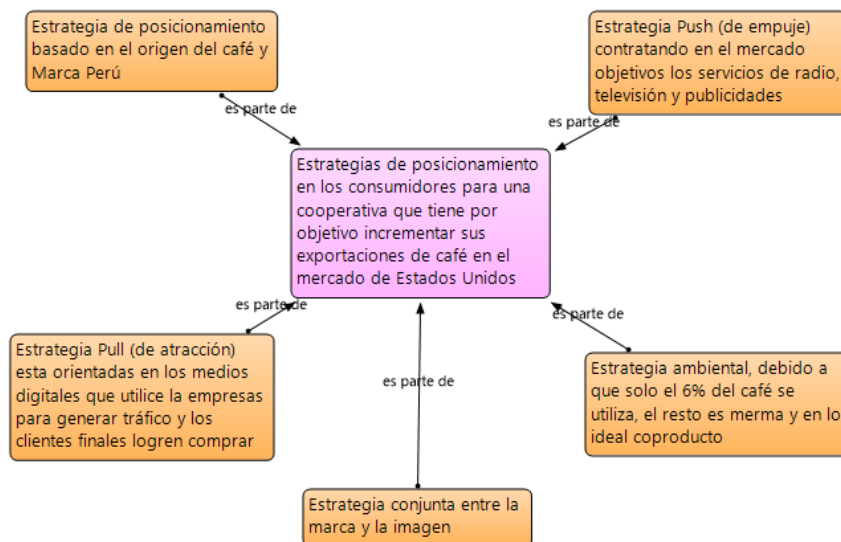 Estrategia de posicionamiento
basado en el origen del café y
Marca Perú
Estrategia Push (de empuje)
contratando en el mercado
objetivos los servicios de radio,
televisión y publicidades
es parte de
es parte de
Estrategias de posicionamiento
en los consumidores para una
cooperativa que tiene por
objetivo incrementar sus
exportaciones de café en el
mercado de Estados Unidos
es parte de
es parte de
es parte de
Estrategia Pull (de atracción)
esta orientadas en los medios
digitales que utilice la empresas
para generar tráfico y los
clientes finales logren comprar
Estrategia ambiental, debido a
que solo el 6% del café se
utiliza, el resto es merma y en lo
ideal coproducto
Estrategia conjunta entre la
marca y la imagen